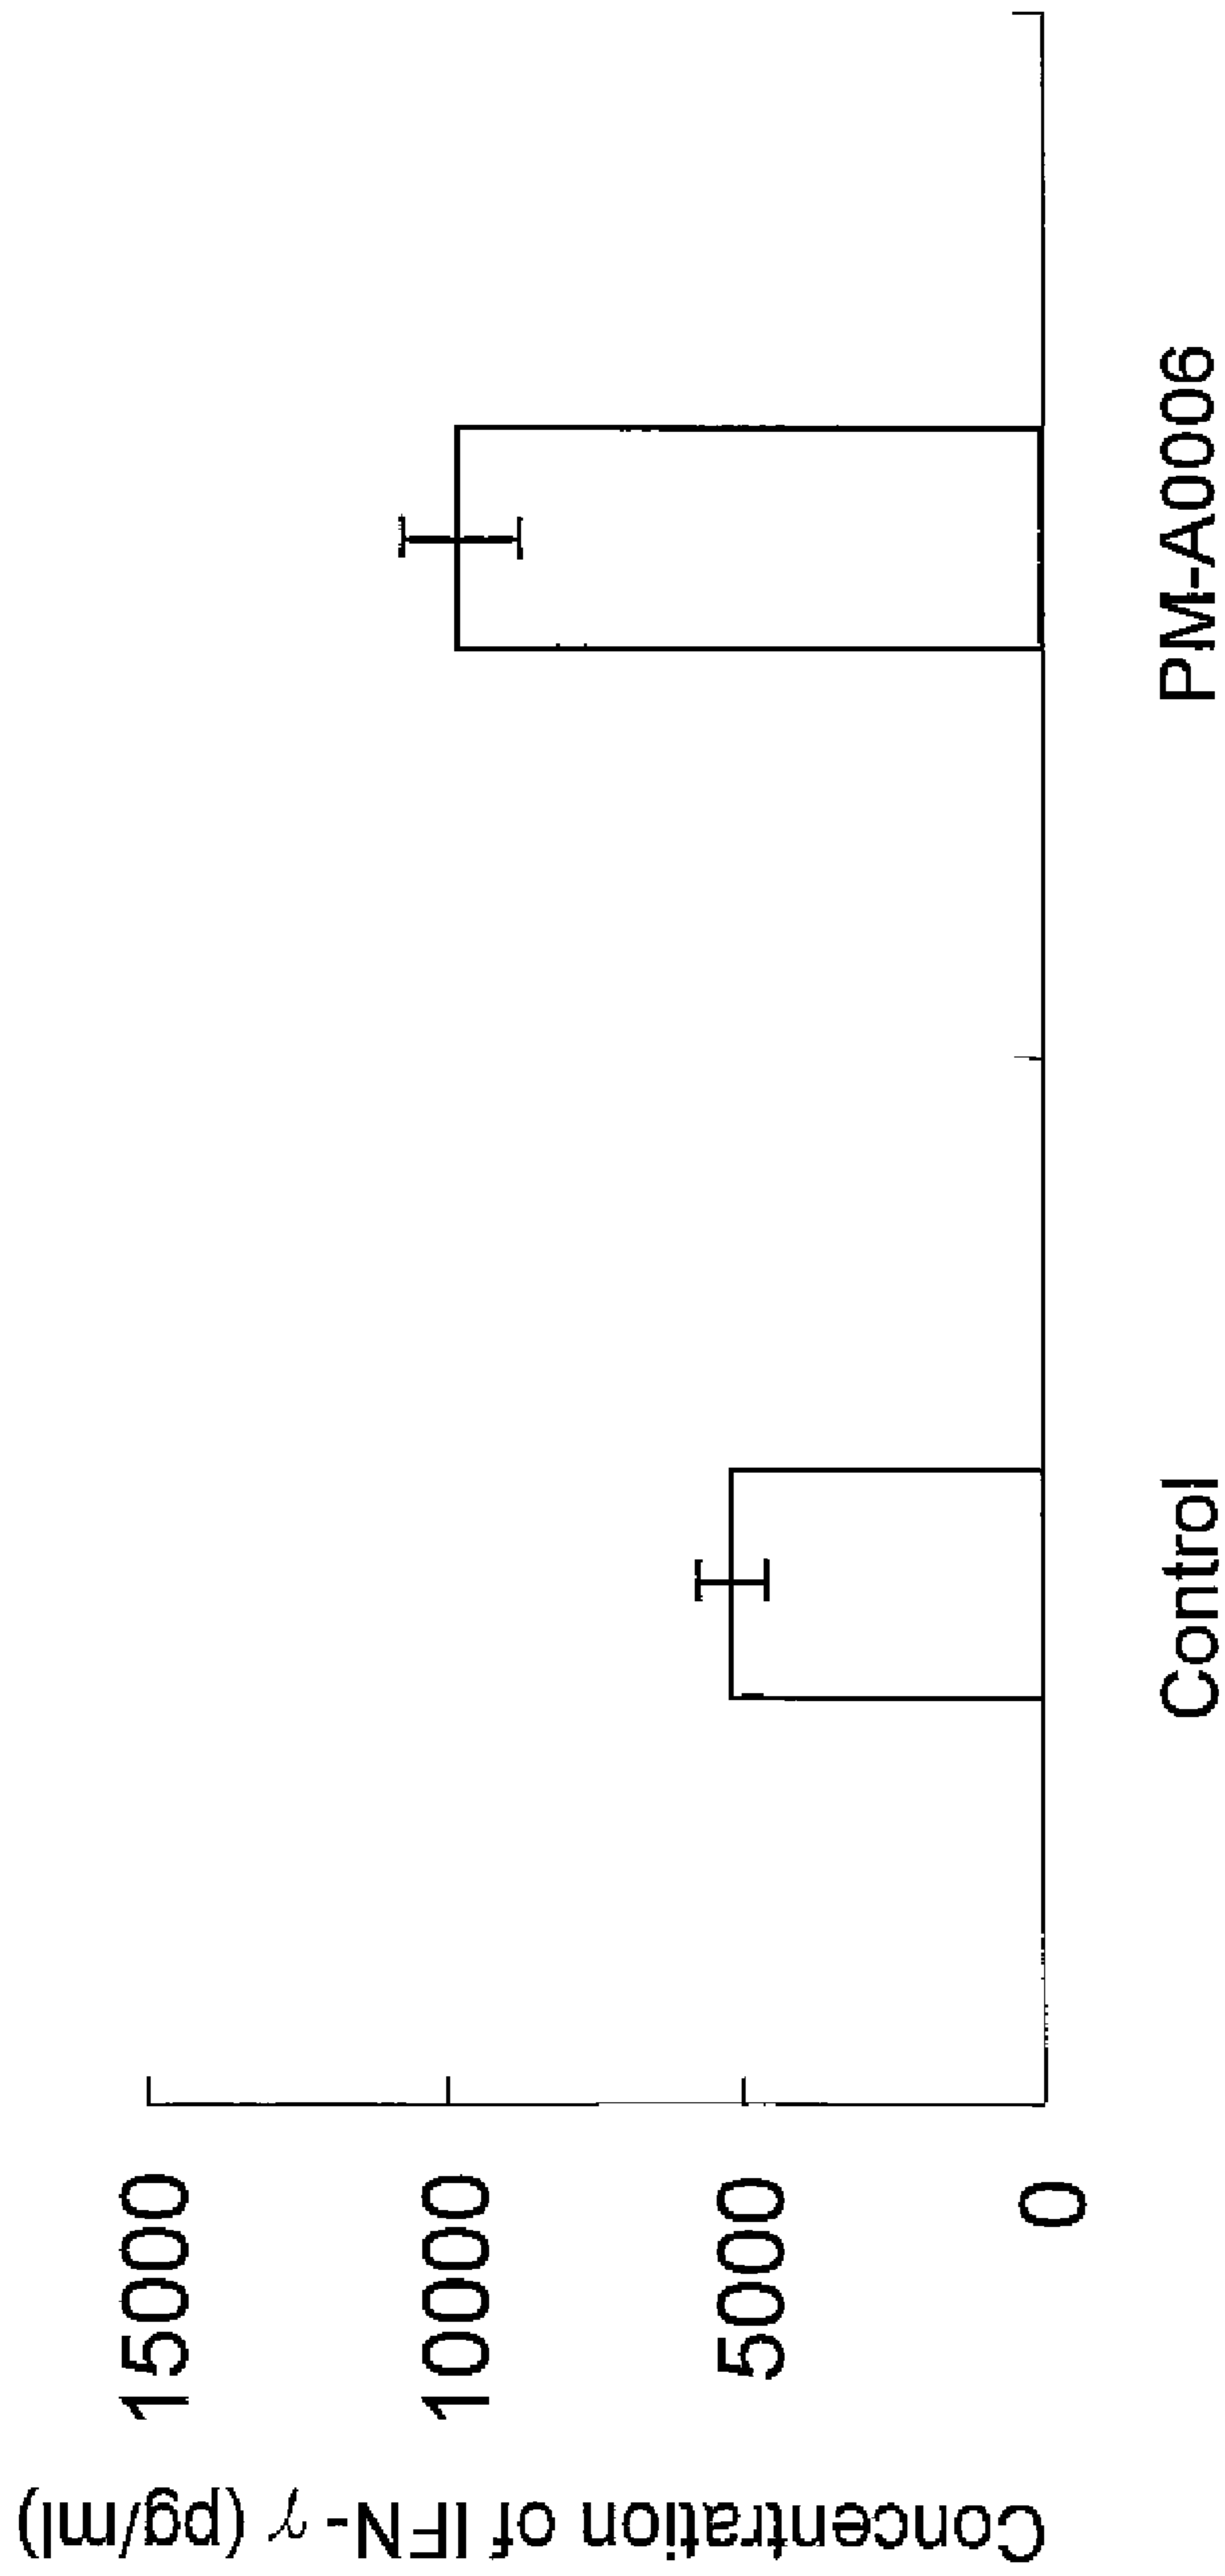 Concentration of IFN-γ (pg/ml)
15000
10000
5000
0
Control
PM-A0006